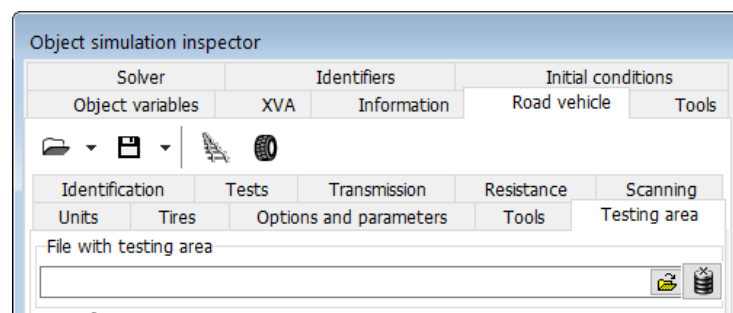 Object simulation inspector
Solver Identifiers Initial conditions
Object variables XVA Information Road vehicle Tools
Identification Tests Transmission Resistance Scanning
Units Tires Options and parameters Tools Testing area
File with testing area